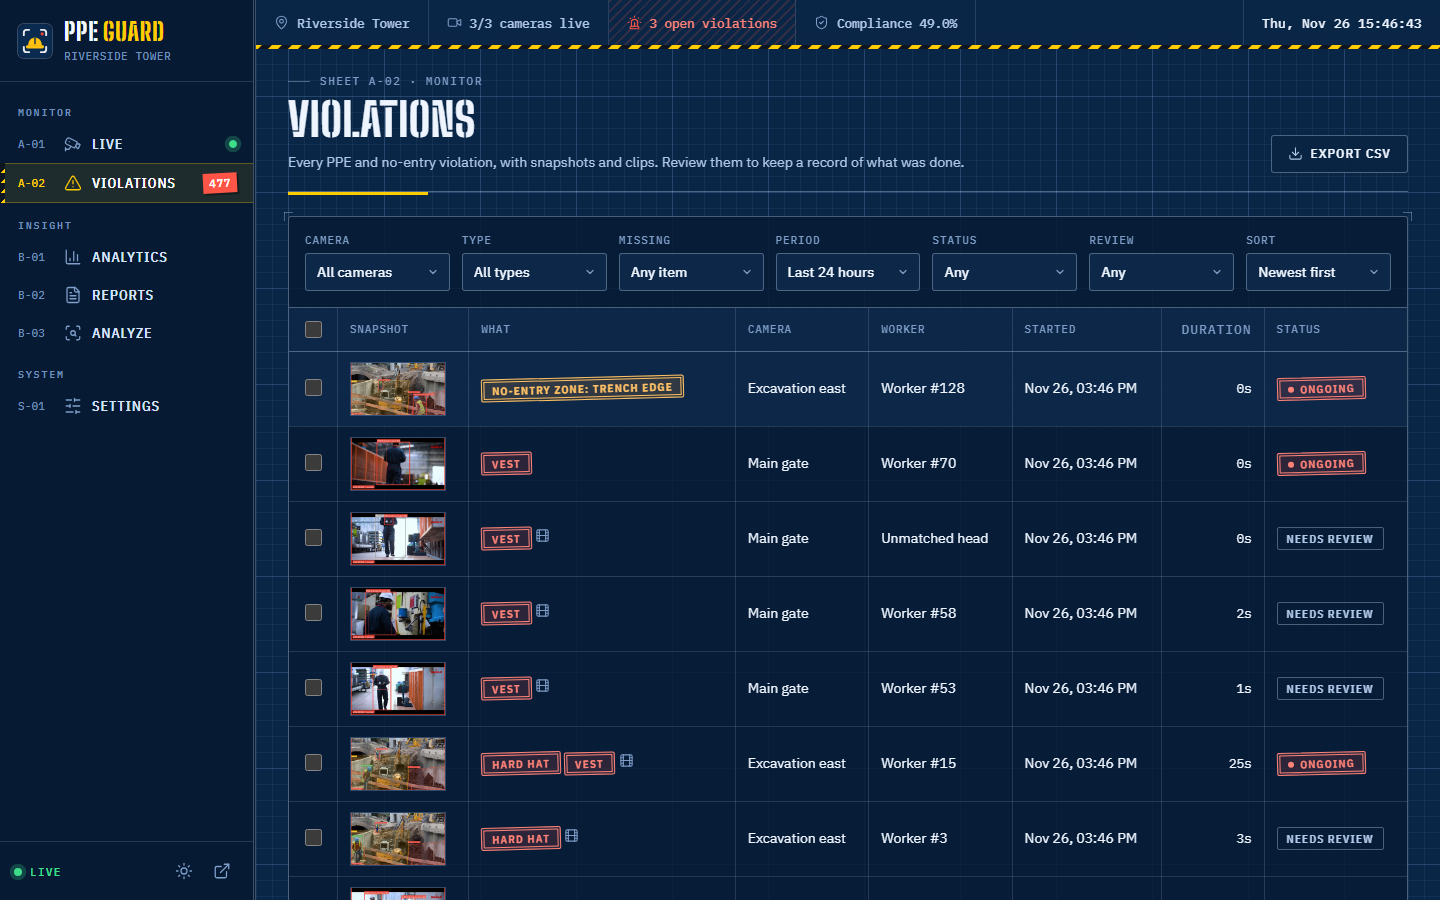 PPE GUARD
RIVERSIDE TOWER
MONITOR
A-01 LIVE
A-02 VIOLATIONS 477
INSIGHT
B-01 ANALYTICS
B-02 REPORTS
B-03 ANALYZE
SYSTEM
S-01 SETTINGS
LIVE
Riverside Tower 3/3 cameras live 3 open violations Compliance 49.0% Thu, Nov 26 15:46:43
SHEET A-02 · MONITOR
VIOLATIONS
Every PPE and no-entry violation, with snapshots and clips. Review them to keep a record of what was done.
EXPORT CSV
CAMERA TYPE MISSING PERIOD STATUS REVIEW SORT
All cameras All types Any item Last 24 hours Any Any Newest first
SNAPSHOT WHAT CAMERA WORKER STARTED DURATION STATUS
NO-ENTRY ZONE: TRENCH EDGE Excavation east Worker #128 Nov 26, 03:46 PM 0s ONGOING
VEST Main gate Worker #70 Nov 26, 03:46 PM 0s ONGOING
VEST Main gate Unmatched head Nov 26, 03:46 PM 0s NEEDS REVIEW
VEST Main gate Worker #58 Nov 26, 03:46 PM 2s NEEDS REVIEW
VEST Main gate Worker #53 Nov 26, 03:46 PM 1s NEEDS REVIEW
HARD HAT VEST Excavation east Worker #15 Nov 26, 03:46 PM 25s ONGOING
HARD HAT Excavation east Worker #3 Nov 26, 03:46 PM 3s NEEDS REVIEW